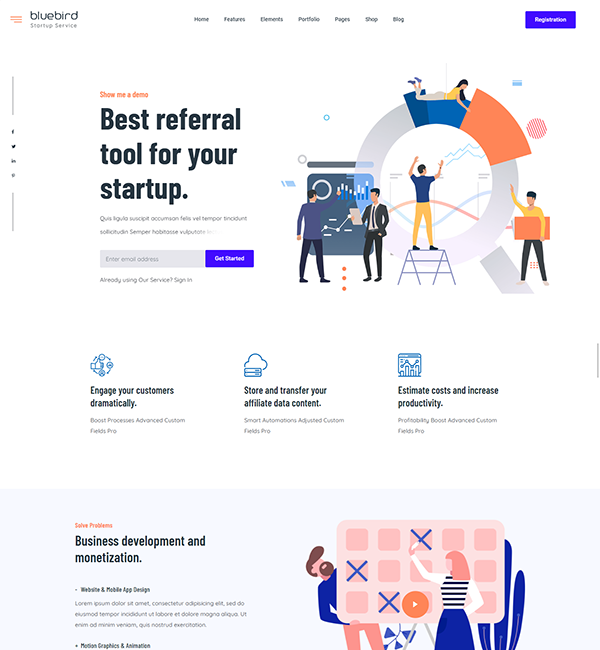 bluebird
Startup Service
Home Features Elements Portfolio Pages Shop Blog
Registration
Show me a demo
Best referral
tool for your
startup.
Quis ligula suscipit accumsan felis vel tempor tincidunt
sollicitudin Semper habitasse vulputate
Enter email address
Get Started
Already using Our Service? Sign In
Engage your customers
dramatically.
Boost Processes Advanced Custom
Fields Pro
Store and transfer your
affiliate data content.
Smart Automations Adjusted Custom
Fields Pro
Estimate costs and increase
productivity.
Profitability Boost Advanced Custom
Fields Pro
Solve Problems
Business development and
monetization.
Website & Mobile App Design
Lorem ipsum dolor sit amet, consectetur adipisicing elit, sed do
eiusmod tempor incididunt ut labore et dolore magna aliqua. Ut
enim ad minim veniam, quis nostrud exercitation.
+ Motion Graphics & Animation